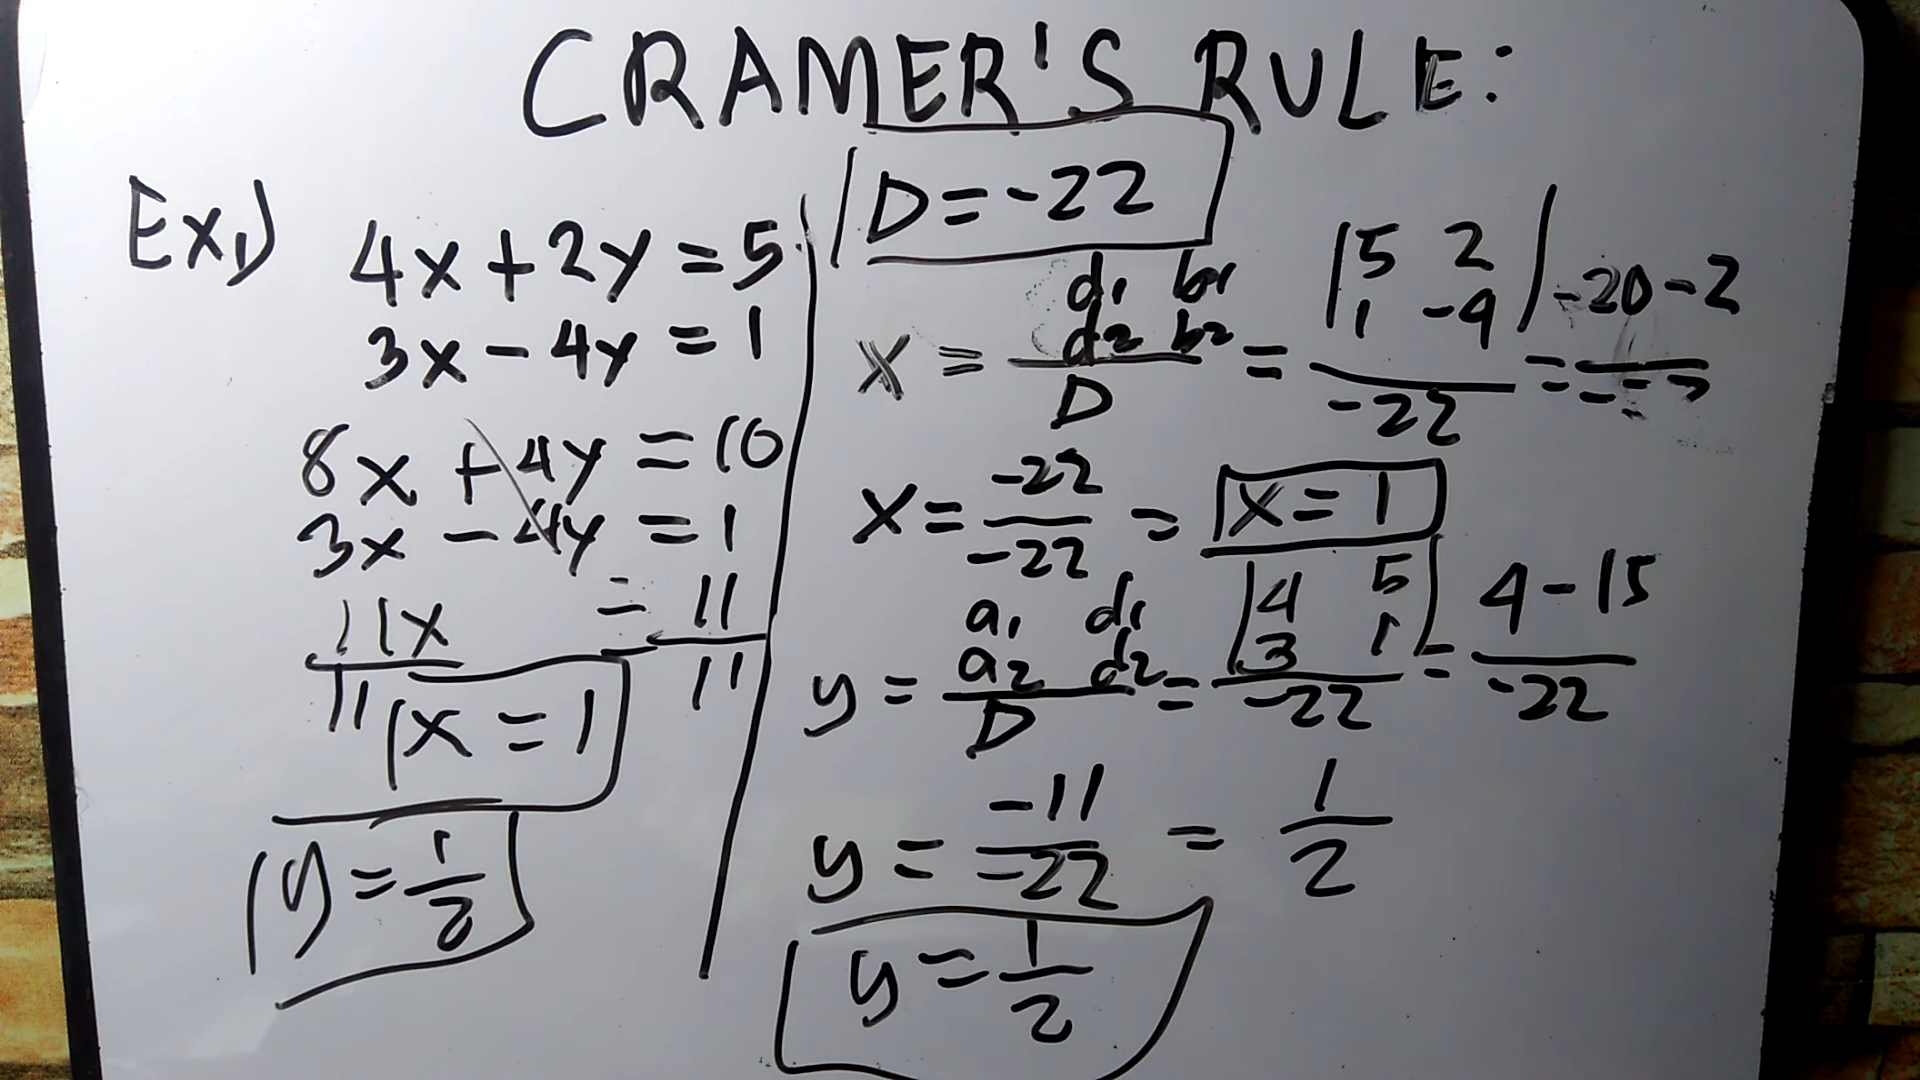 CRAMER'S RULE:
Ex1)
4x + 2y = 5
3x - 4y = 1
8x + 4y = 10
3x - 4y = 1
11x = 11
11 11
x = 1
y = 1/2
D = -22
x = d1 b1 d2 b2 / D = |5 2 1 -4| / -22 = -20 - 2
x = -22 / -22 = x = 1
y = a1 d1 a2 d2 / D = |4 5 3 1| / -22 = 4 - 15 / -22
y = -11 / -22 = 1/2
y = 1/2